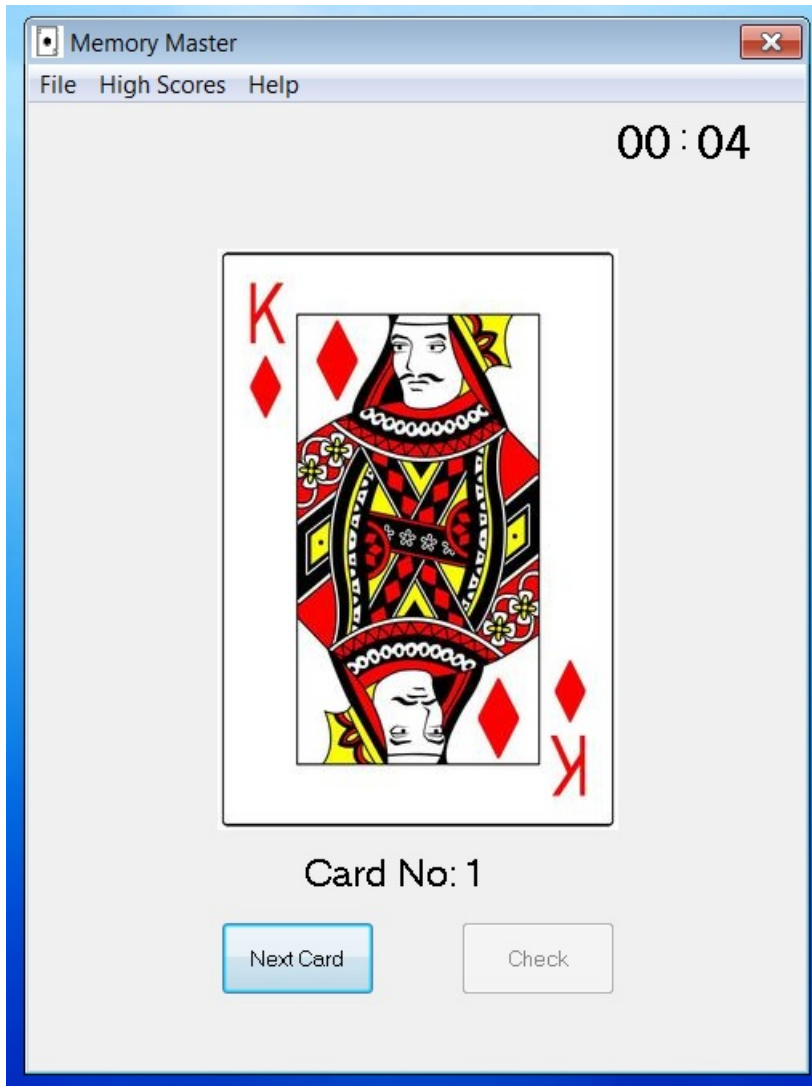 Memory Master
File High Scores Help
00:04
K
K
Card No: 1
Next Card Check